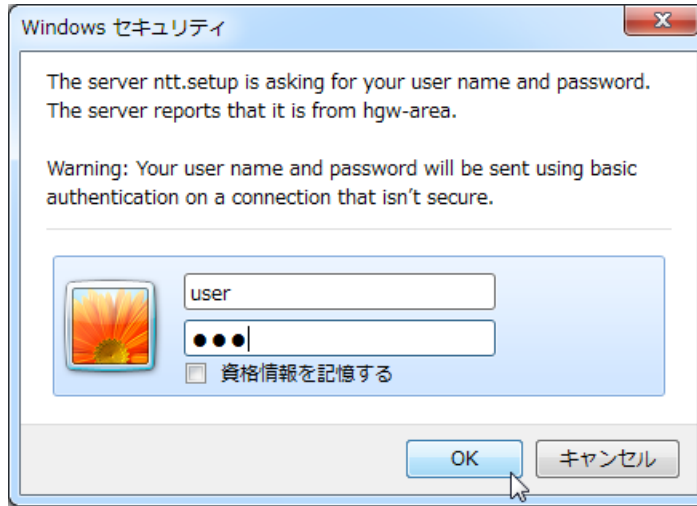 Windows セキュリティ
The server ntt.setup is asking for your user name and password.
The server reports that it is from hgw-area.
Warning: Your user name and password will be sent using basic
authentication on a connection that isn't secure.
user
●●●
資格情報を記憶する
OK
キャンセル